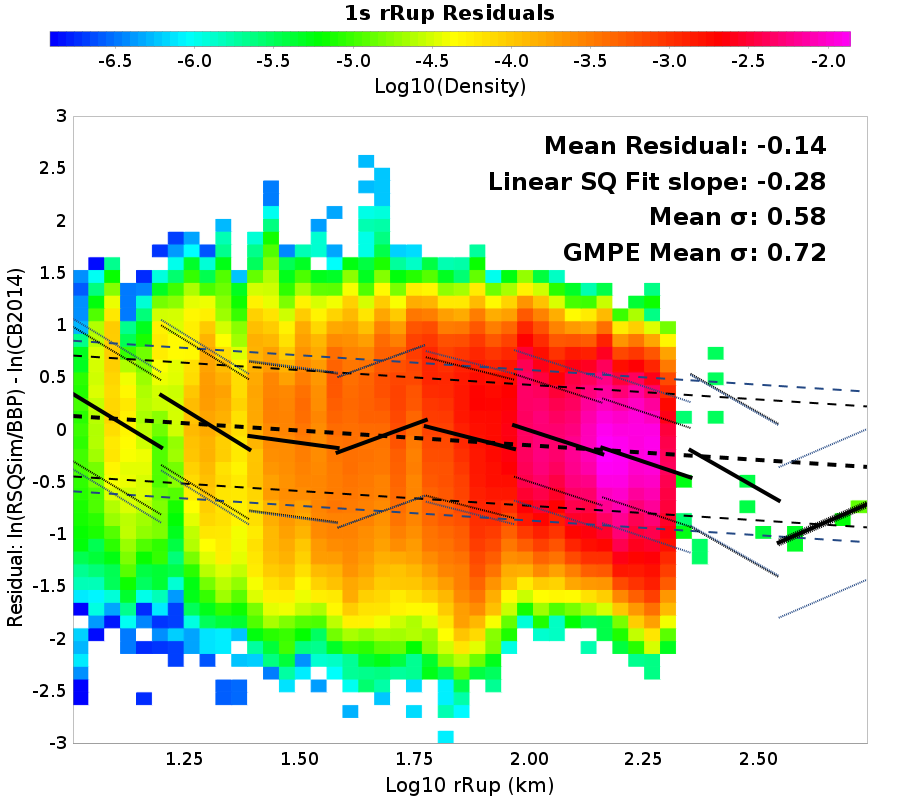 1s rRup Residuals
-6.5 -6.0 -5.5 -5.0 -4.5 -4.0 -3.5 -3.0 -2.5 -2.0
Log10(Density)
Mean Residual: -0.14
Linear SQ Fit slope: -0.28
Mean σ: 0.58
GMPE Mean σ: 0.72
Residual: ln(RSQSim/BBP) - ln(CB2014)
3
2.5
2
1.5
1
0.5
0
-0.5
-1
-1.5
-2
-2.5
-3
1.25 1.50 1.75 2.00 2.25 2.50
Log10 rRup (km)